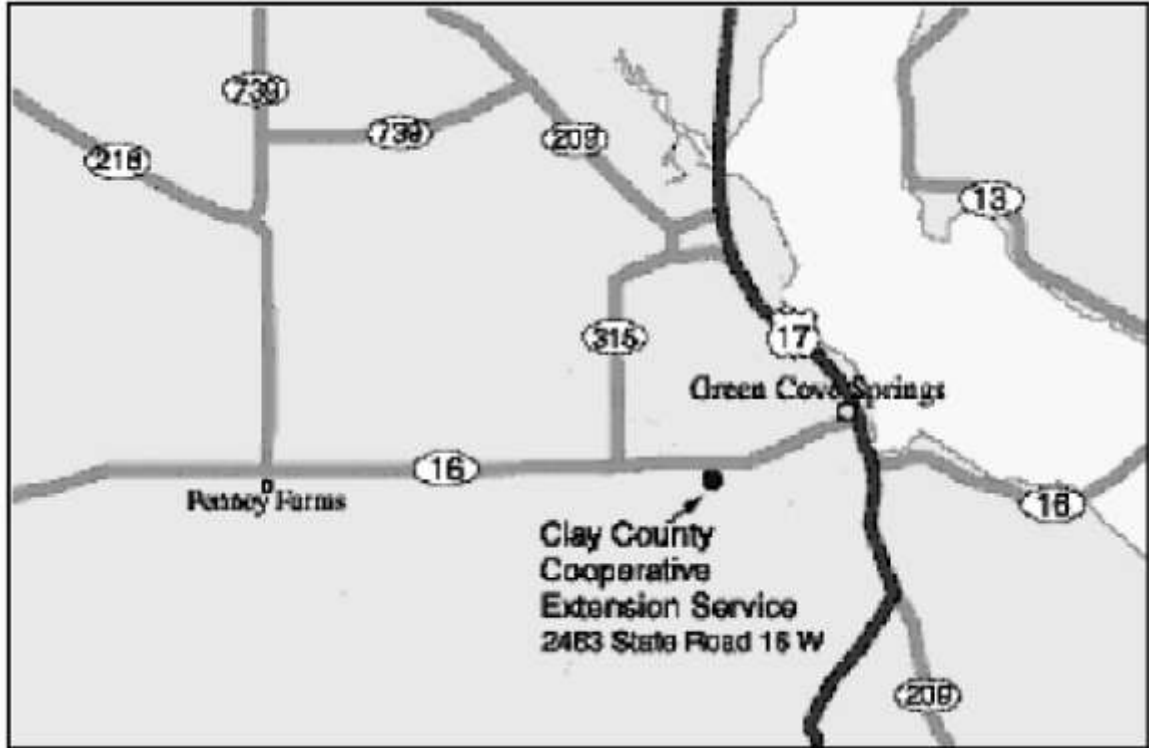 739
739
209
218
13
315
17
Green Cove Springs
16
Penney Farms
16
Clay County
Cooperative
Extension Service
2463 State Road 16 W
209